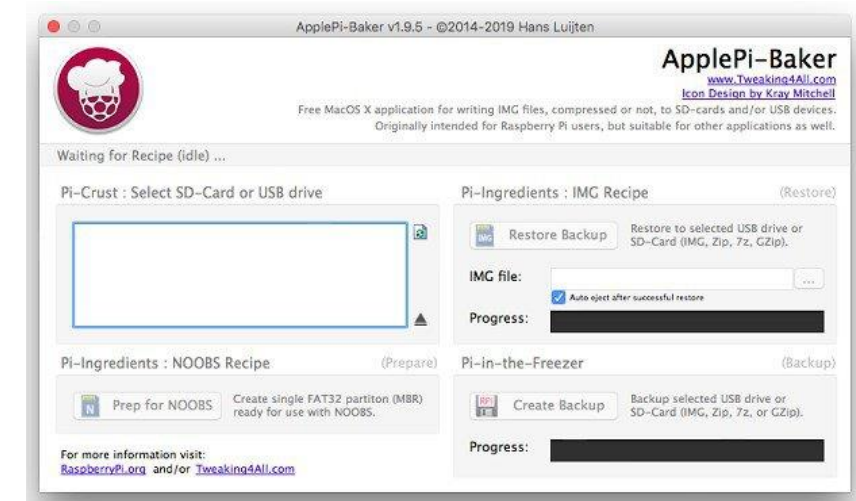 ApplePi-Baker v1.9.5 - ©2014-2019 Hans Luijten
ApplePi-Baker
www.Tweaking4All.com
Icon Design by Kray Mitchell
Free MacOS X application for writing IMG files, compressed or not, to SD-cards and/or USB devices.
Originally intended for Raspberry Pi users, but suitable for other applications as well.
Waiting for Recipe (idle) ...
Pi-Crust : Select SD-Card or USB drive
Pi-Ingredients : IMG Recipe (Restore)
IMG
Restore Backup
Restore to selected USB drive or
SD-Card (IMG, Zip, 7z, GZip).
IMG file:
...
Auto eject after successful restore
Progress:
Pi-Ingredients : NOOBS Recipe (Prepare)
N
Prep for NOOBS
Create single FAT32 partiton (MBR)
ready for use with NOOBS.
Pi-in-the-Freezer (Backup)
RPi
Create Backup
Backup selected USB drive or
SD-Card (IMG, Zip, 7z, or GZip).
Progress:
For more information visit:
RaspberryPi.org and/or Tweaking4All.com